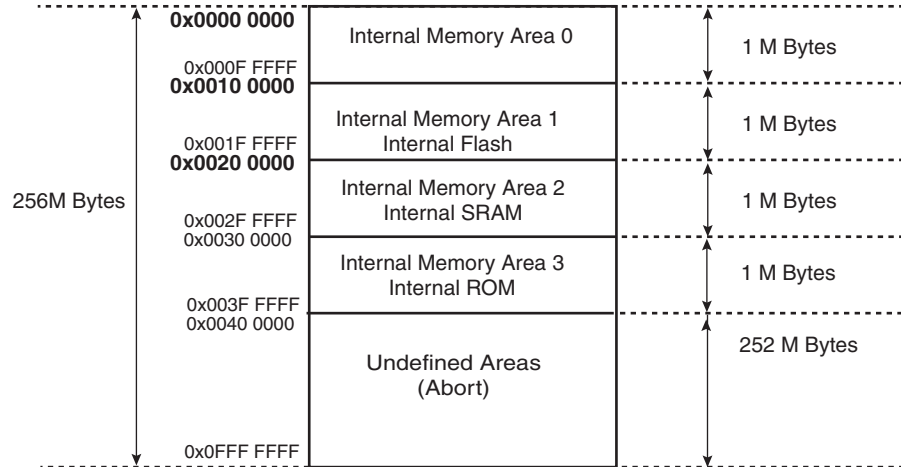 0x0000 0000
Internal Memory Area 0
1 M Bytes
0x000F FFFF
0x0010 0000
Internal Memory Area 1
Internal Flash
1 M Bytes
0x001F FFFF
0x0020 0000
256M Bytes
Internal Memory Area 2
Internal SRAM
1 M Bytes
0x002F FFFF
0x0030 0000
Internal Memory Area 3
Internal ROM
1 M Bytes
0x003F FFFF
0x0040 0000
252 M Bytes
Undefined Areas
(Abort)
0x0FFF FFFF